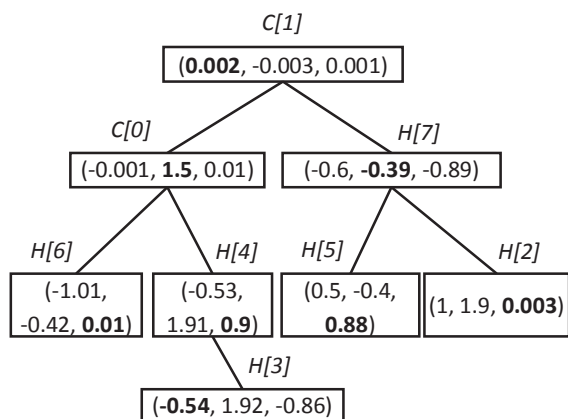 C[1]
(0.002, -0.003, 0.001)
C[0]
H[7]
(-0.001, 1.5, 0.01)
(-0.6, -0.39, -0.89)
H[6]
H[4]
H[5]
H[2]
(-1.01,
-0.42, 0.01)
(-0.53,
1.91, 0.9)
(0.5, -0.4,
0.88)
(1, 1.9, 0.003)
H[3]
(-0.54, 1.92, -0.86)